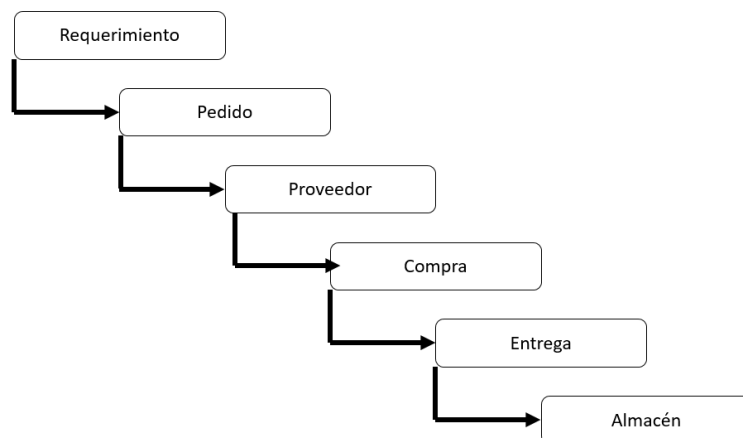 Requerimiento
Pedido
Proveedor
Compra
Entrega
Almacén